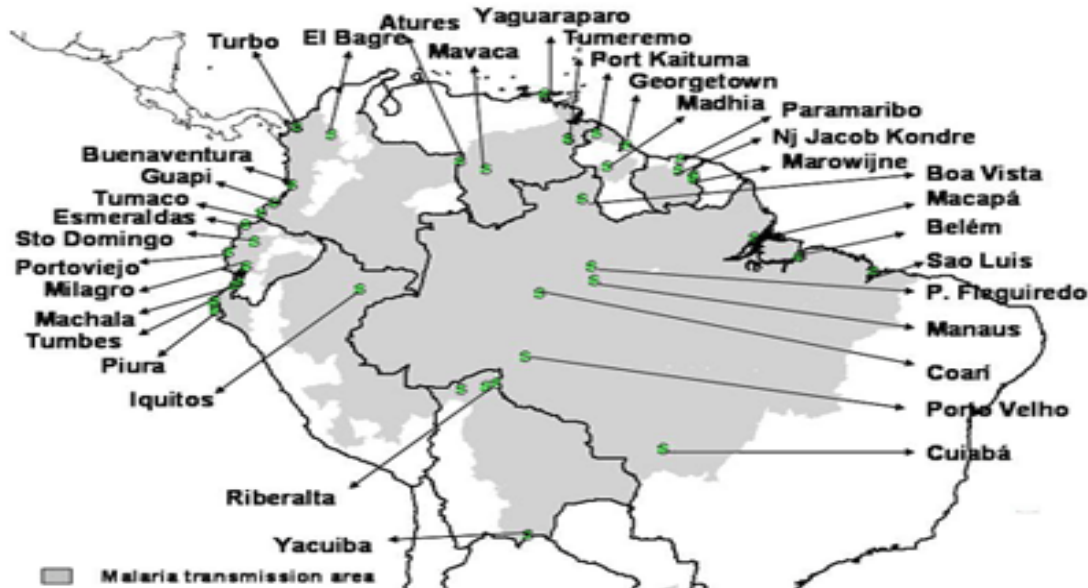 Yaguaraparo
Atures
Tumeremo
Turbo
El Bagre
Mavaca
Port Kaituma
Georgetown
Madhia
Paramaribo
Nj Jacob Kondre
Marowijne
Buenaventura
Guapi
Tumaco
Esmeraldas
Sto Domingo
Portoviejo
Milagro
Machala
Tumbes
Piura
Iquitos
Boa Vista
Macapá
Belém
Sao Luis
P. Fieguiredo
Manaus
Coarí
Porto Velho
Cuiabá
Riberalta
Yacuiba
Malaria transmission area